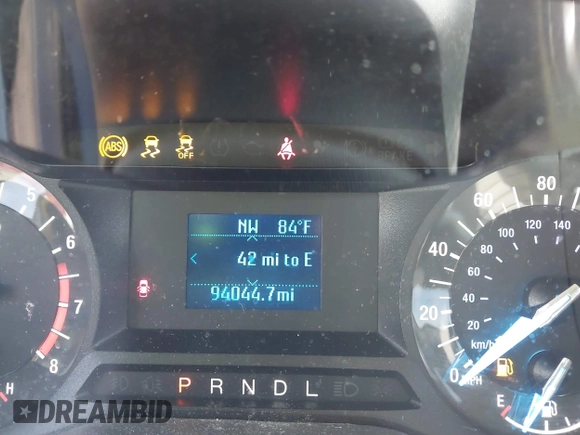 ABS
OFF
BRAKE
NW 84°F
42 mi to E
94044.7mi
5
6
7
8
H
P R N D L
0 20 40 60 80
20 40 60 80 100 120 140
km/h
MPH
E
DREAMBID